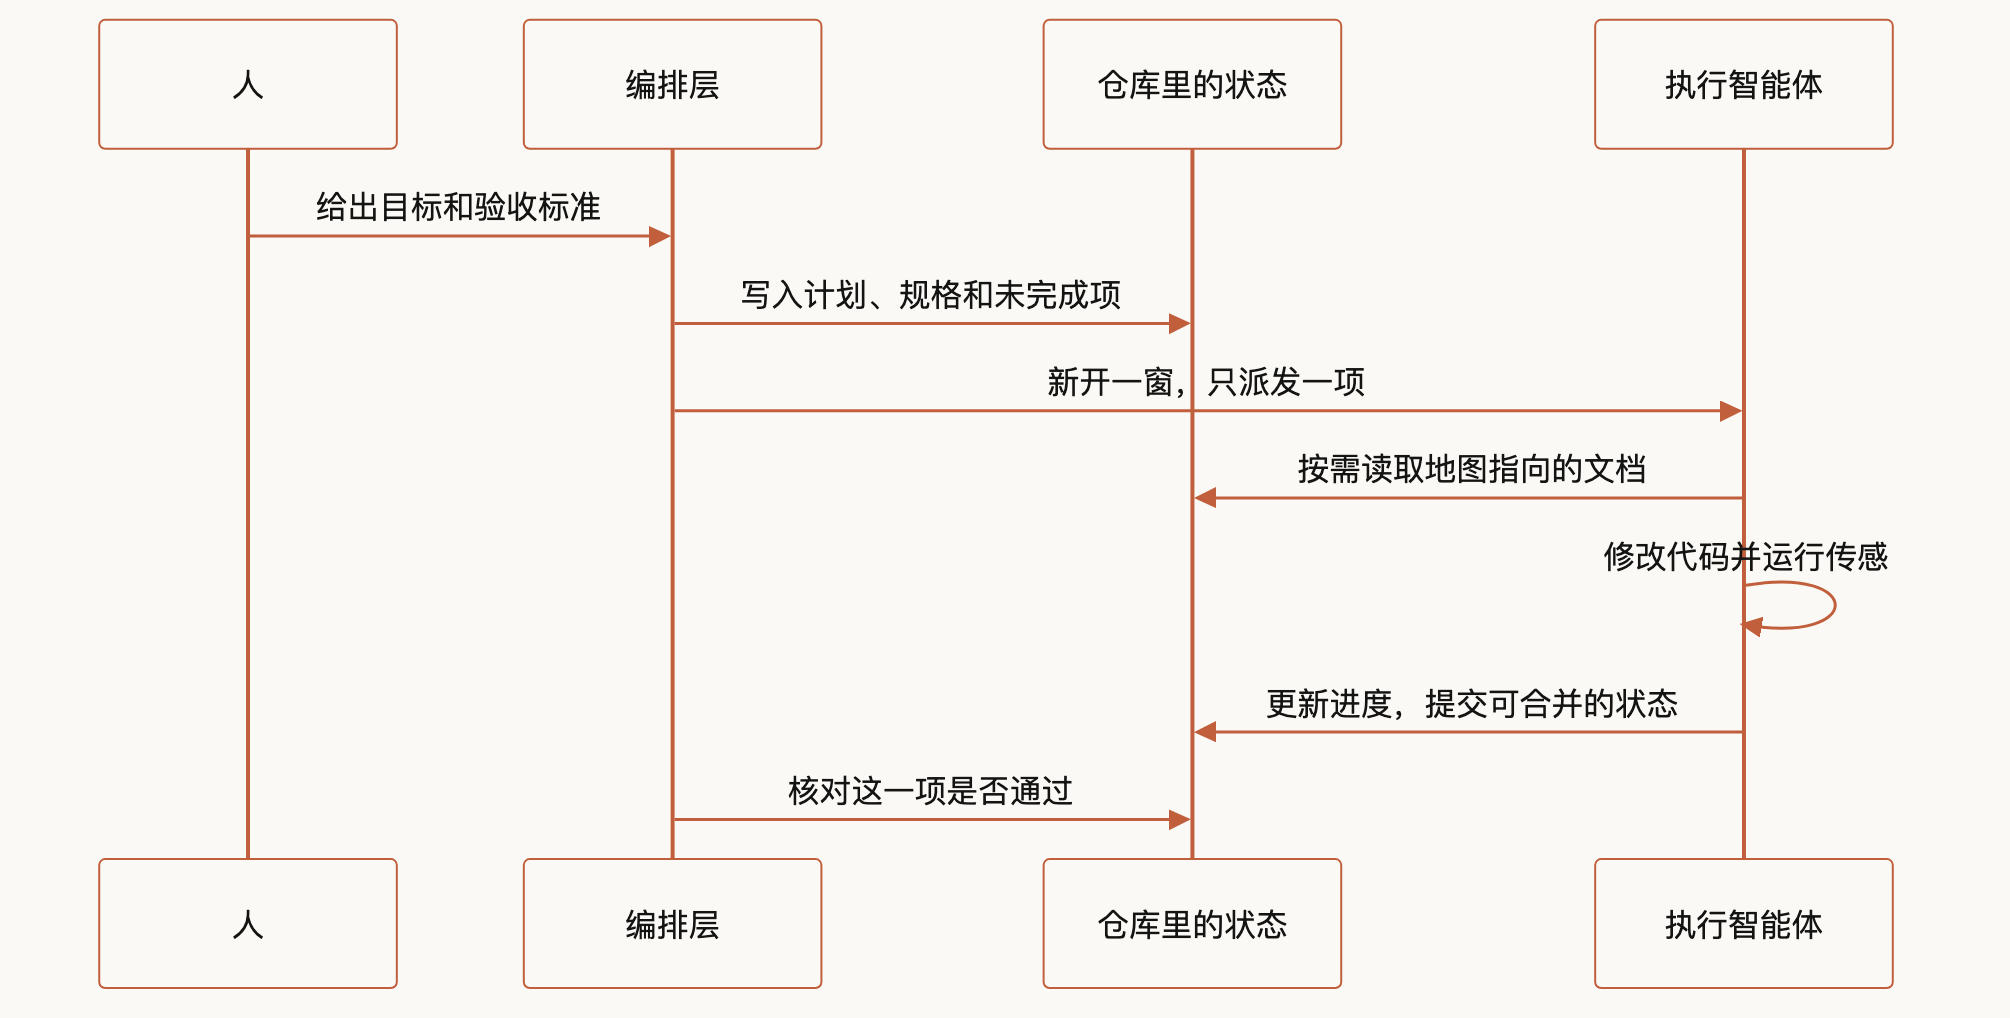 人
编排层
仓库里的状态
执行智能体
给出目标和验收标准
写入计划、规格和未完成项
新开一窗，只派发一项
按需读取地图指向的文档
修改代码并运行传感
更新进度，提交可合并的状态
核对这一项是否通过
人
编排层
仓库里的状态
执行智能体